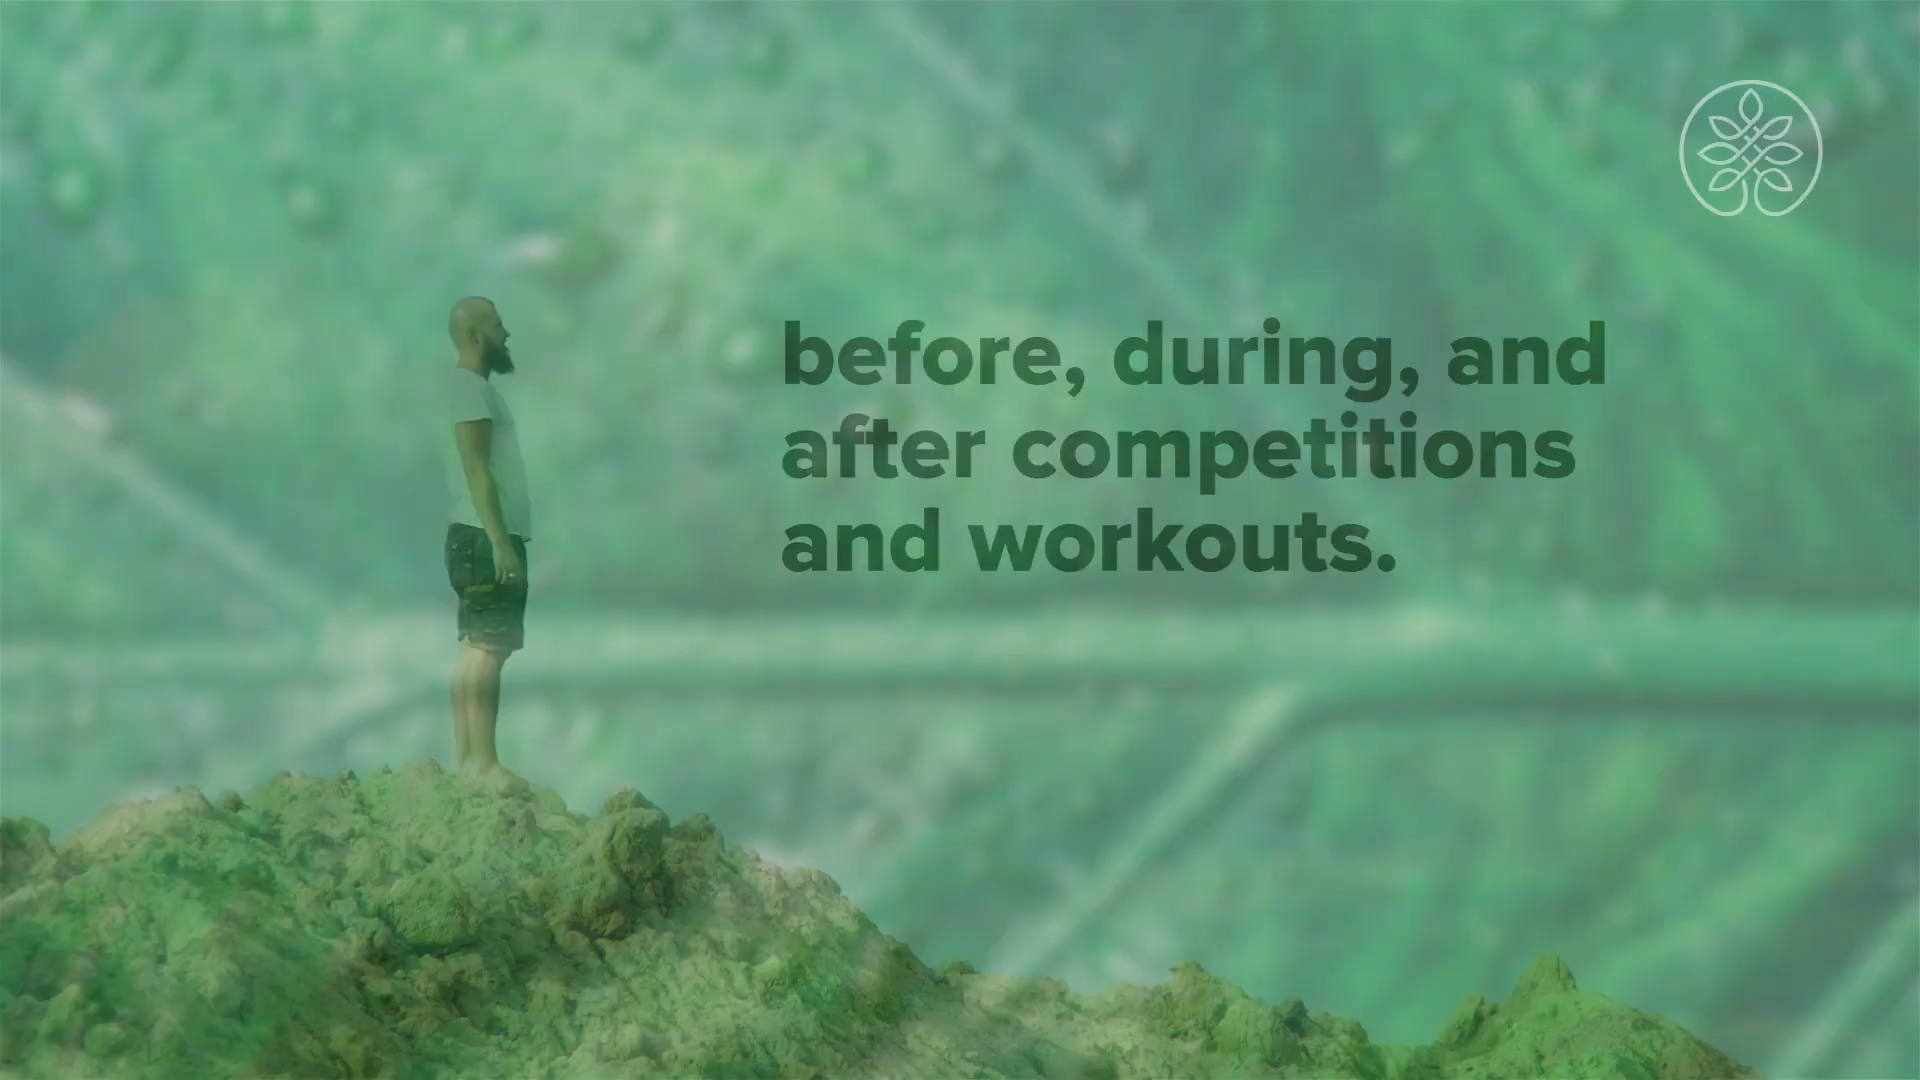 before, during, and
after competitions
and workouts.